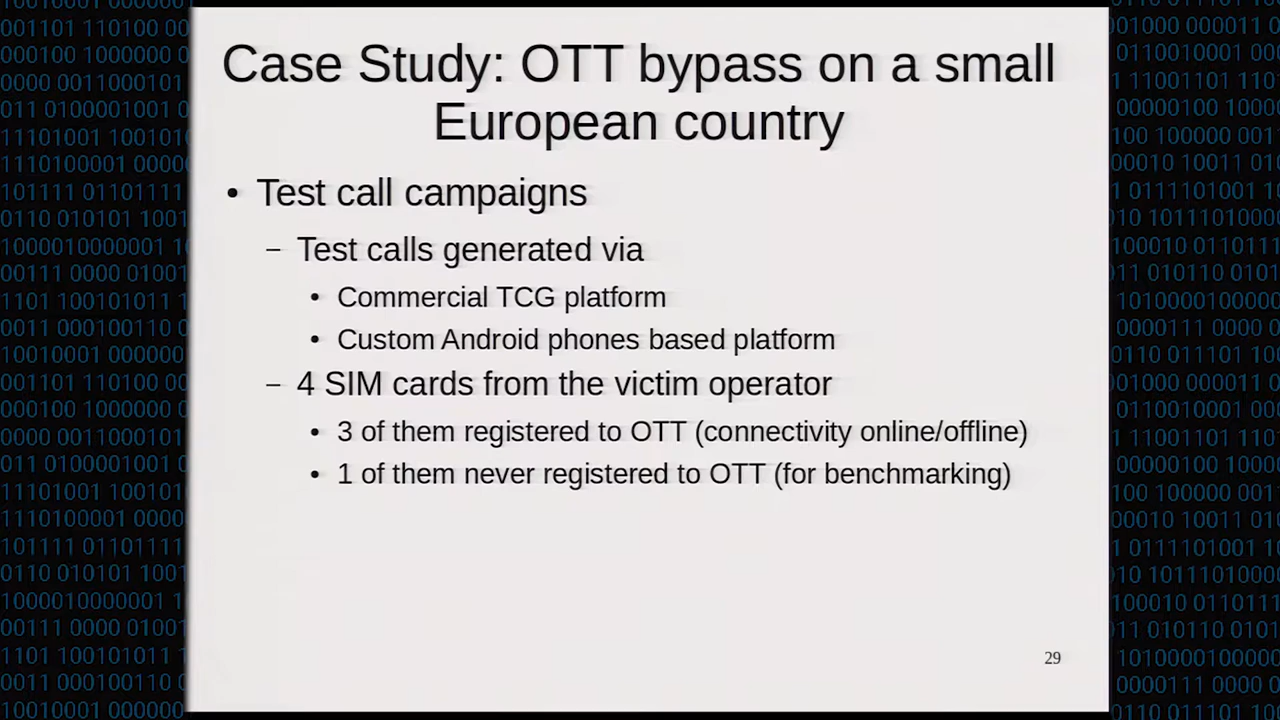 Case Study: OTT bypass on a small
European country
• Test call campaigns
– Test calls generated via
• Commercial TCG platform
• Custom Android phones based platform
– 4 SIM cards from the victim operator
• 3 of them registered to OTT (connectivity online/offline)
• 1 of them never registered to OTT (for benchmarking)
29